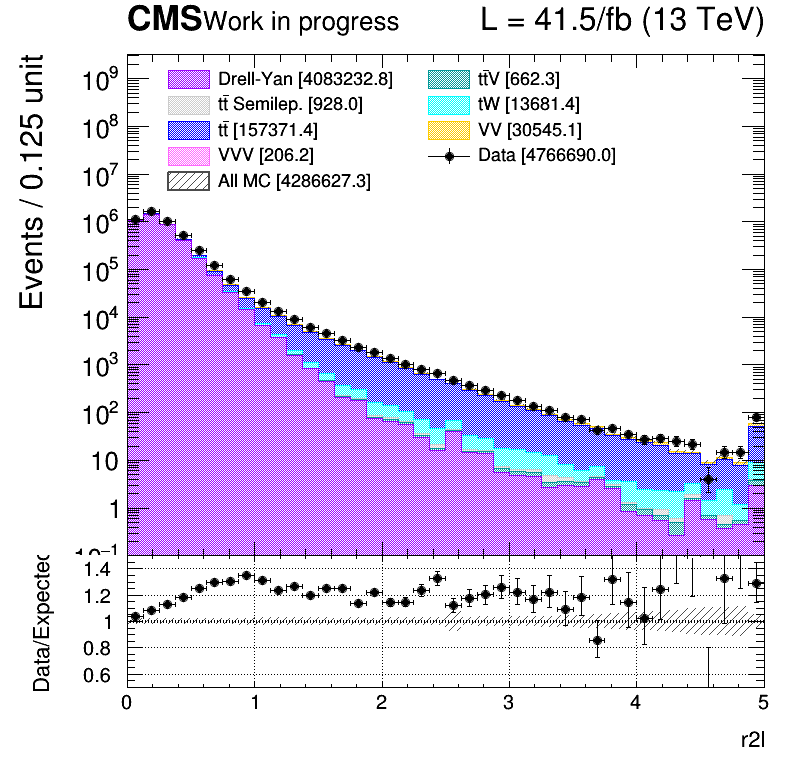 CMS Work in progress L = 41.5/fb (13 TeV)
Events / 0.125 unit
10⁹
10⁸
10⁷
10⁶
10⁵
10⁴
10³
10²
10
1
10⁻¹
Drell-Yan [4083232.8]
tt̄ Semilep. [928.0]
tt̄ [157371.4]
VVV [206.2]
All MC [4286627.3]
tt̄V [662.3]
tW [13681.4]
VV [30545.1]
Data [4766690.0]
Data/Expected
1.4
1.2
1
0.8
0.6
0 1 2 3 4 5
r2l